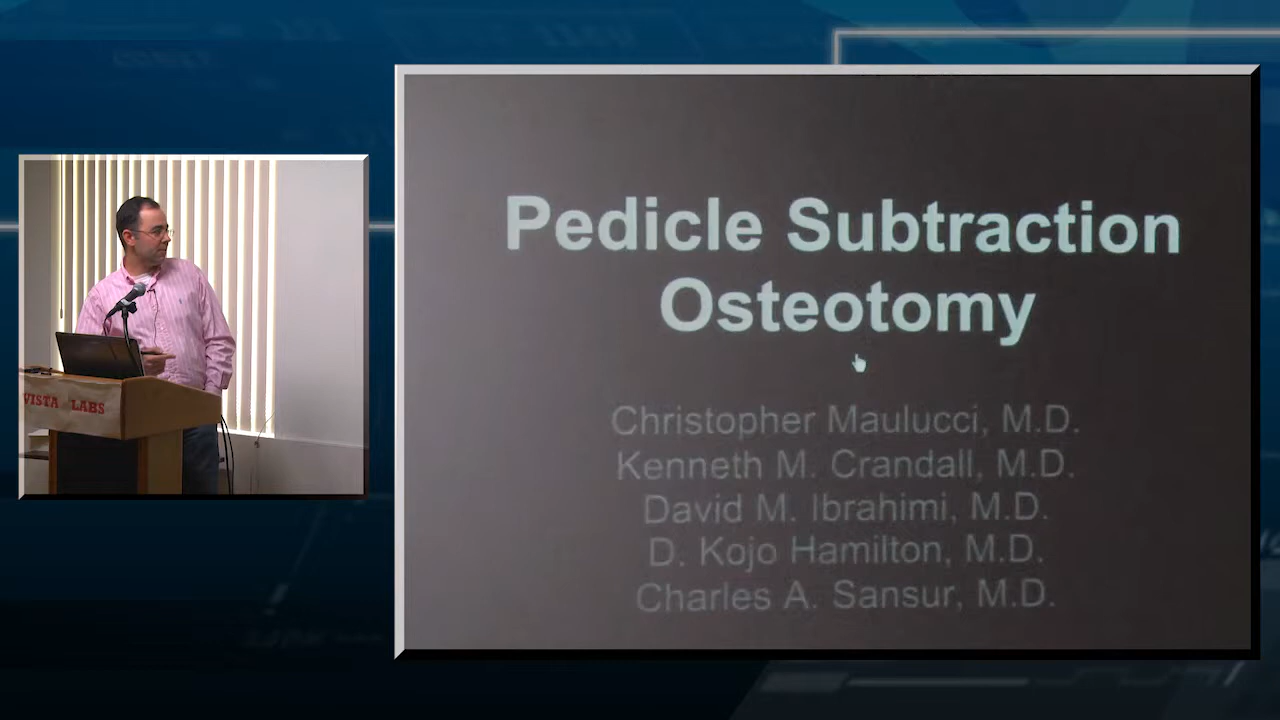 Pedicle Subtraction
Osteotomy
Christopher Maulucci, M.D.
Kenneth M. Crandall, M.D.
David M. Ibrahimi, M.D.
D. Kojo Hamilton, M.D.
Charles A. Sansur, M.D.
VISTA LABS